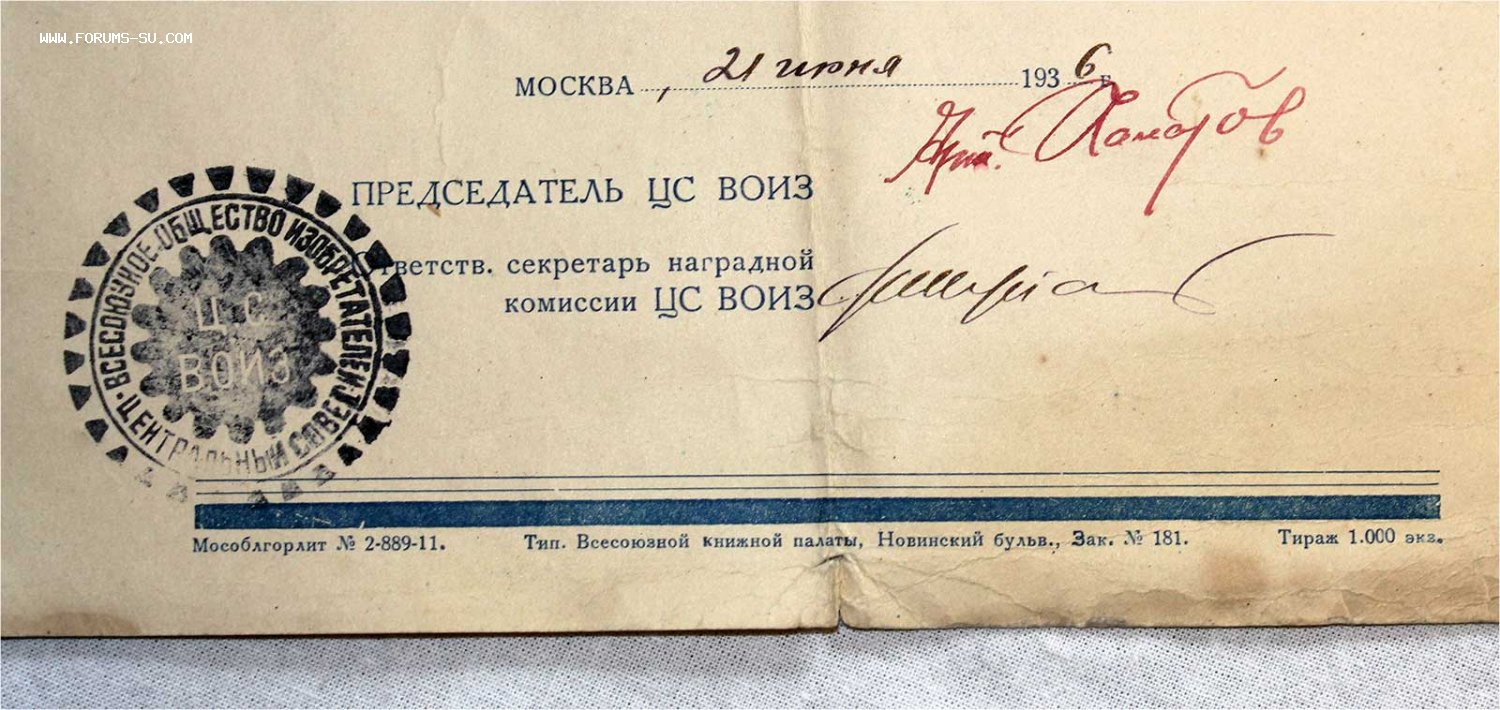 WWW.FORUMS-SU.COM
МОСКВА, 21 июня 1936 г.
Артак Халатов
ПРЕДСЕДАТЕЛЬ ЦС ВОИЗ
Ответств. секретарь наградной
комиссии ЦС ВОИЗ
ВСЕСОЮЗНОЕ ОБЩЕСТВО ИЗОБРЕТАТЕЛЕЙ
ЦЕНТРАЛЬНЫЙ СОВЕТ
ЦС
ВОИЗ
Мособлгорлит № 2-889-11. Тип. Всесоюзной книжной палаты, Новинский бульв., Зак. № 181. Тираж 1.000 экз.